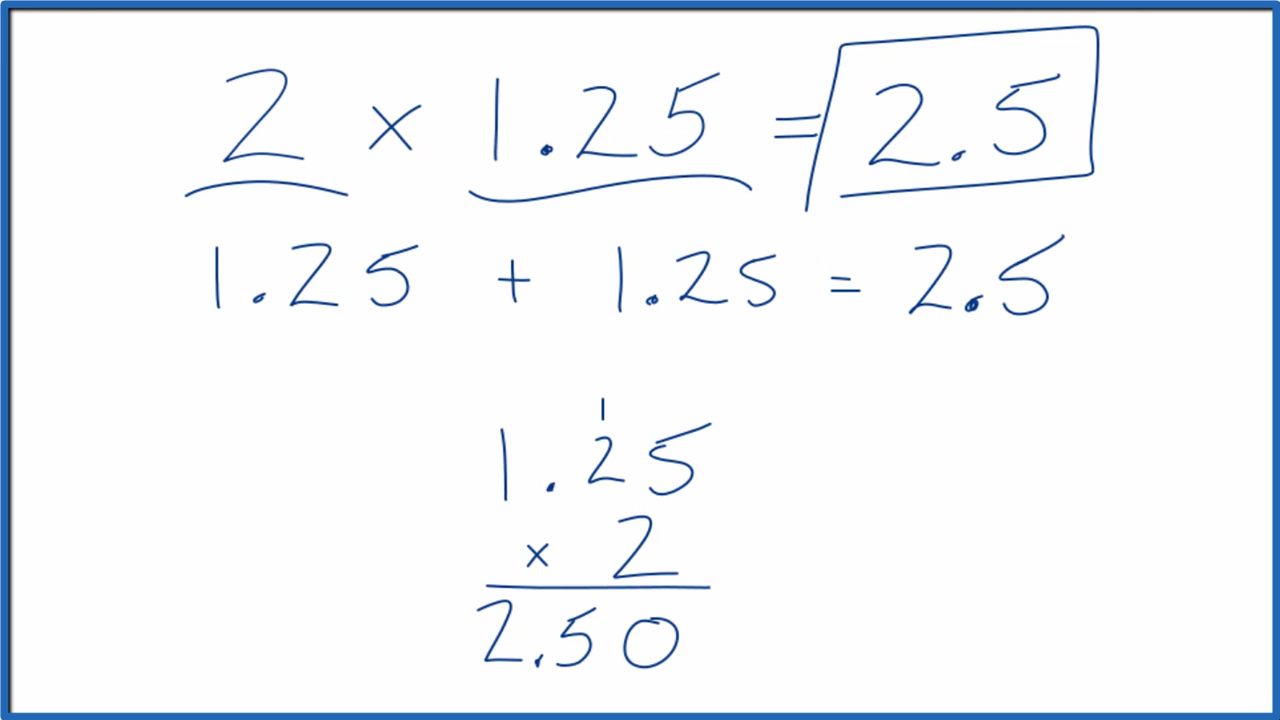 2 × 1.25 = 2.5
1.25 + 1.25 = 2.5
1
1.25
× 2
2.50